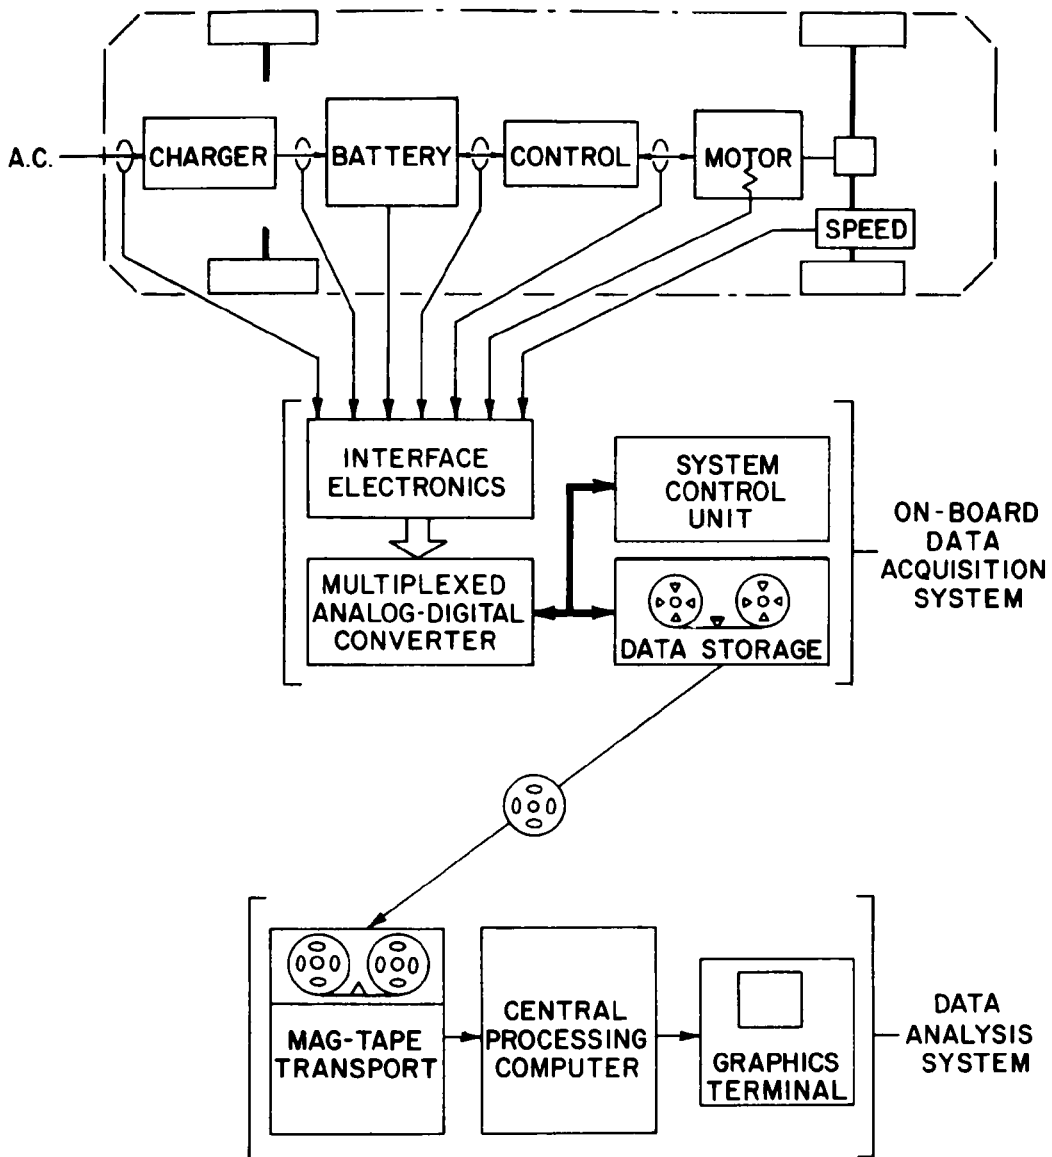 A.C.
CHARGER
BATTERY
CONTROL
MOTOR
SPEED
INTERFACE
ELECTRONICS
SYSTEM
CONTROL
UNIT
MULTIPLEXED
ANALOG-DIGITAL
CONVERTER
DATA STORAGE
ON-BOARD
DATA
ACQUISITION
SYSTEM
MAG-TAPE
TRANSPORT
CENTRAL
PROCESSING
COMPUTER
GRAPHICS
TERMINAL
DATA
ANALYSIS
SYSTEM